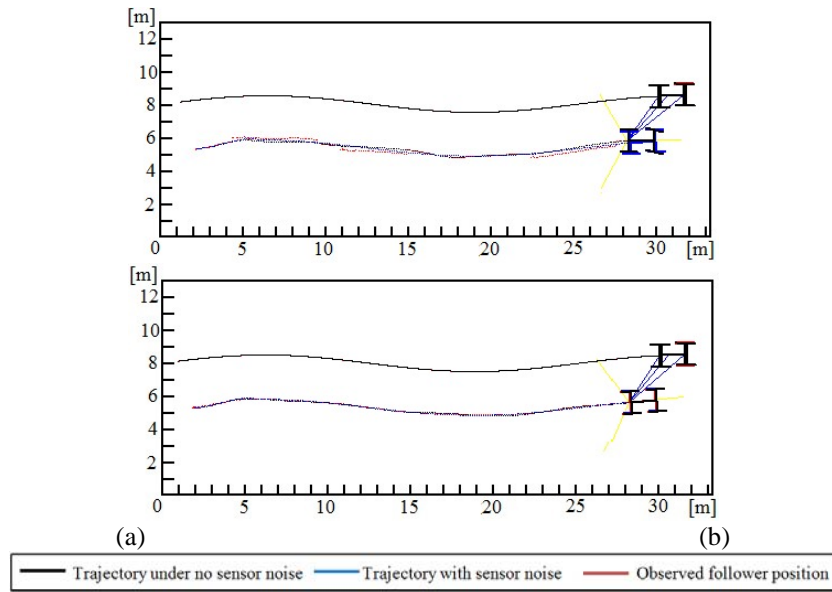 [m]
12
10
8
6
4
2
0 5 10 15 20 25 30 [m]
[m]
12
10
8
6
4
2
0 5 10 15 20 25 30 [m]
(a) (b)
Trajectory under no sensor noise Trajectory with sensor noise Observed follower position